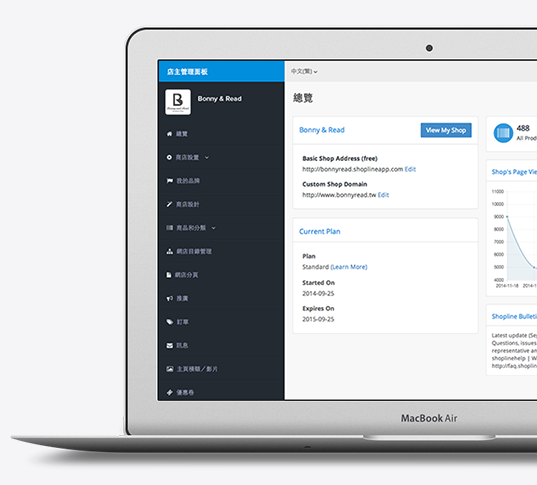 店主管理面板
中文(繁)
B
Bonny & Read
總覽
Bonny & Read
View My Shop
Basic Shop Address (free)
http://bonnyread.shoplineapp.com Edit
Custom Shop Domain
http://www.bonnyread.tw Edit
488
All Prod
Shop's Page Vie
11000
10000
9000
8000
7000
6000
5000
4000
2014-11-18 2014-1
Current Plan
Plan
Standard (Learn More)
Started On
2014-09-25
Expires On
2015-09-25
Shopline Bulleti
Latest update (Se
Questions, issues
representative an
shoplinehelp | W
http://faq.shoplin
總覽
商店設置
我的品牌
商店設計
商品和分類
網店目錄管理
網店分頁
推廣
訂單
訊息
主頁橫額／影片
優惠卷
MacBook Air